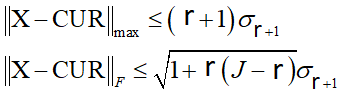 ‖X − CUR‖max ≤ (r+1)σr+1
‖X − CUR‖F ≤ √1 + r(J − r)σr+1